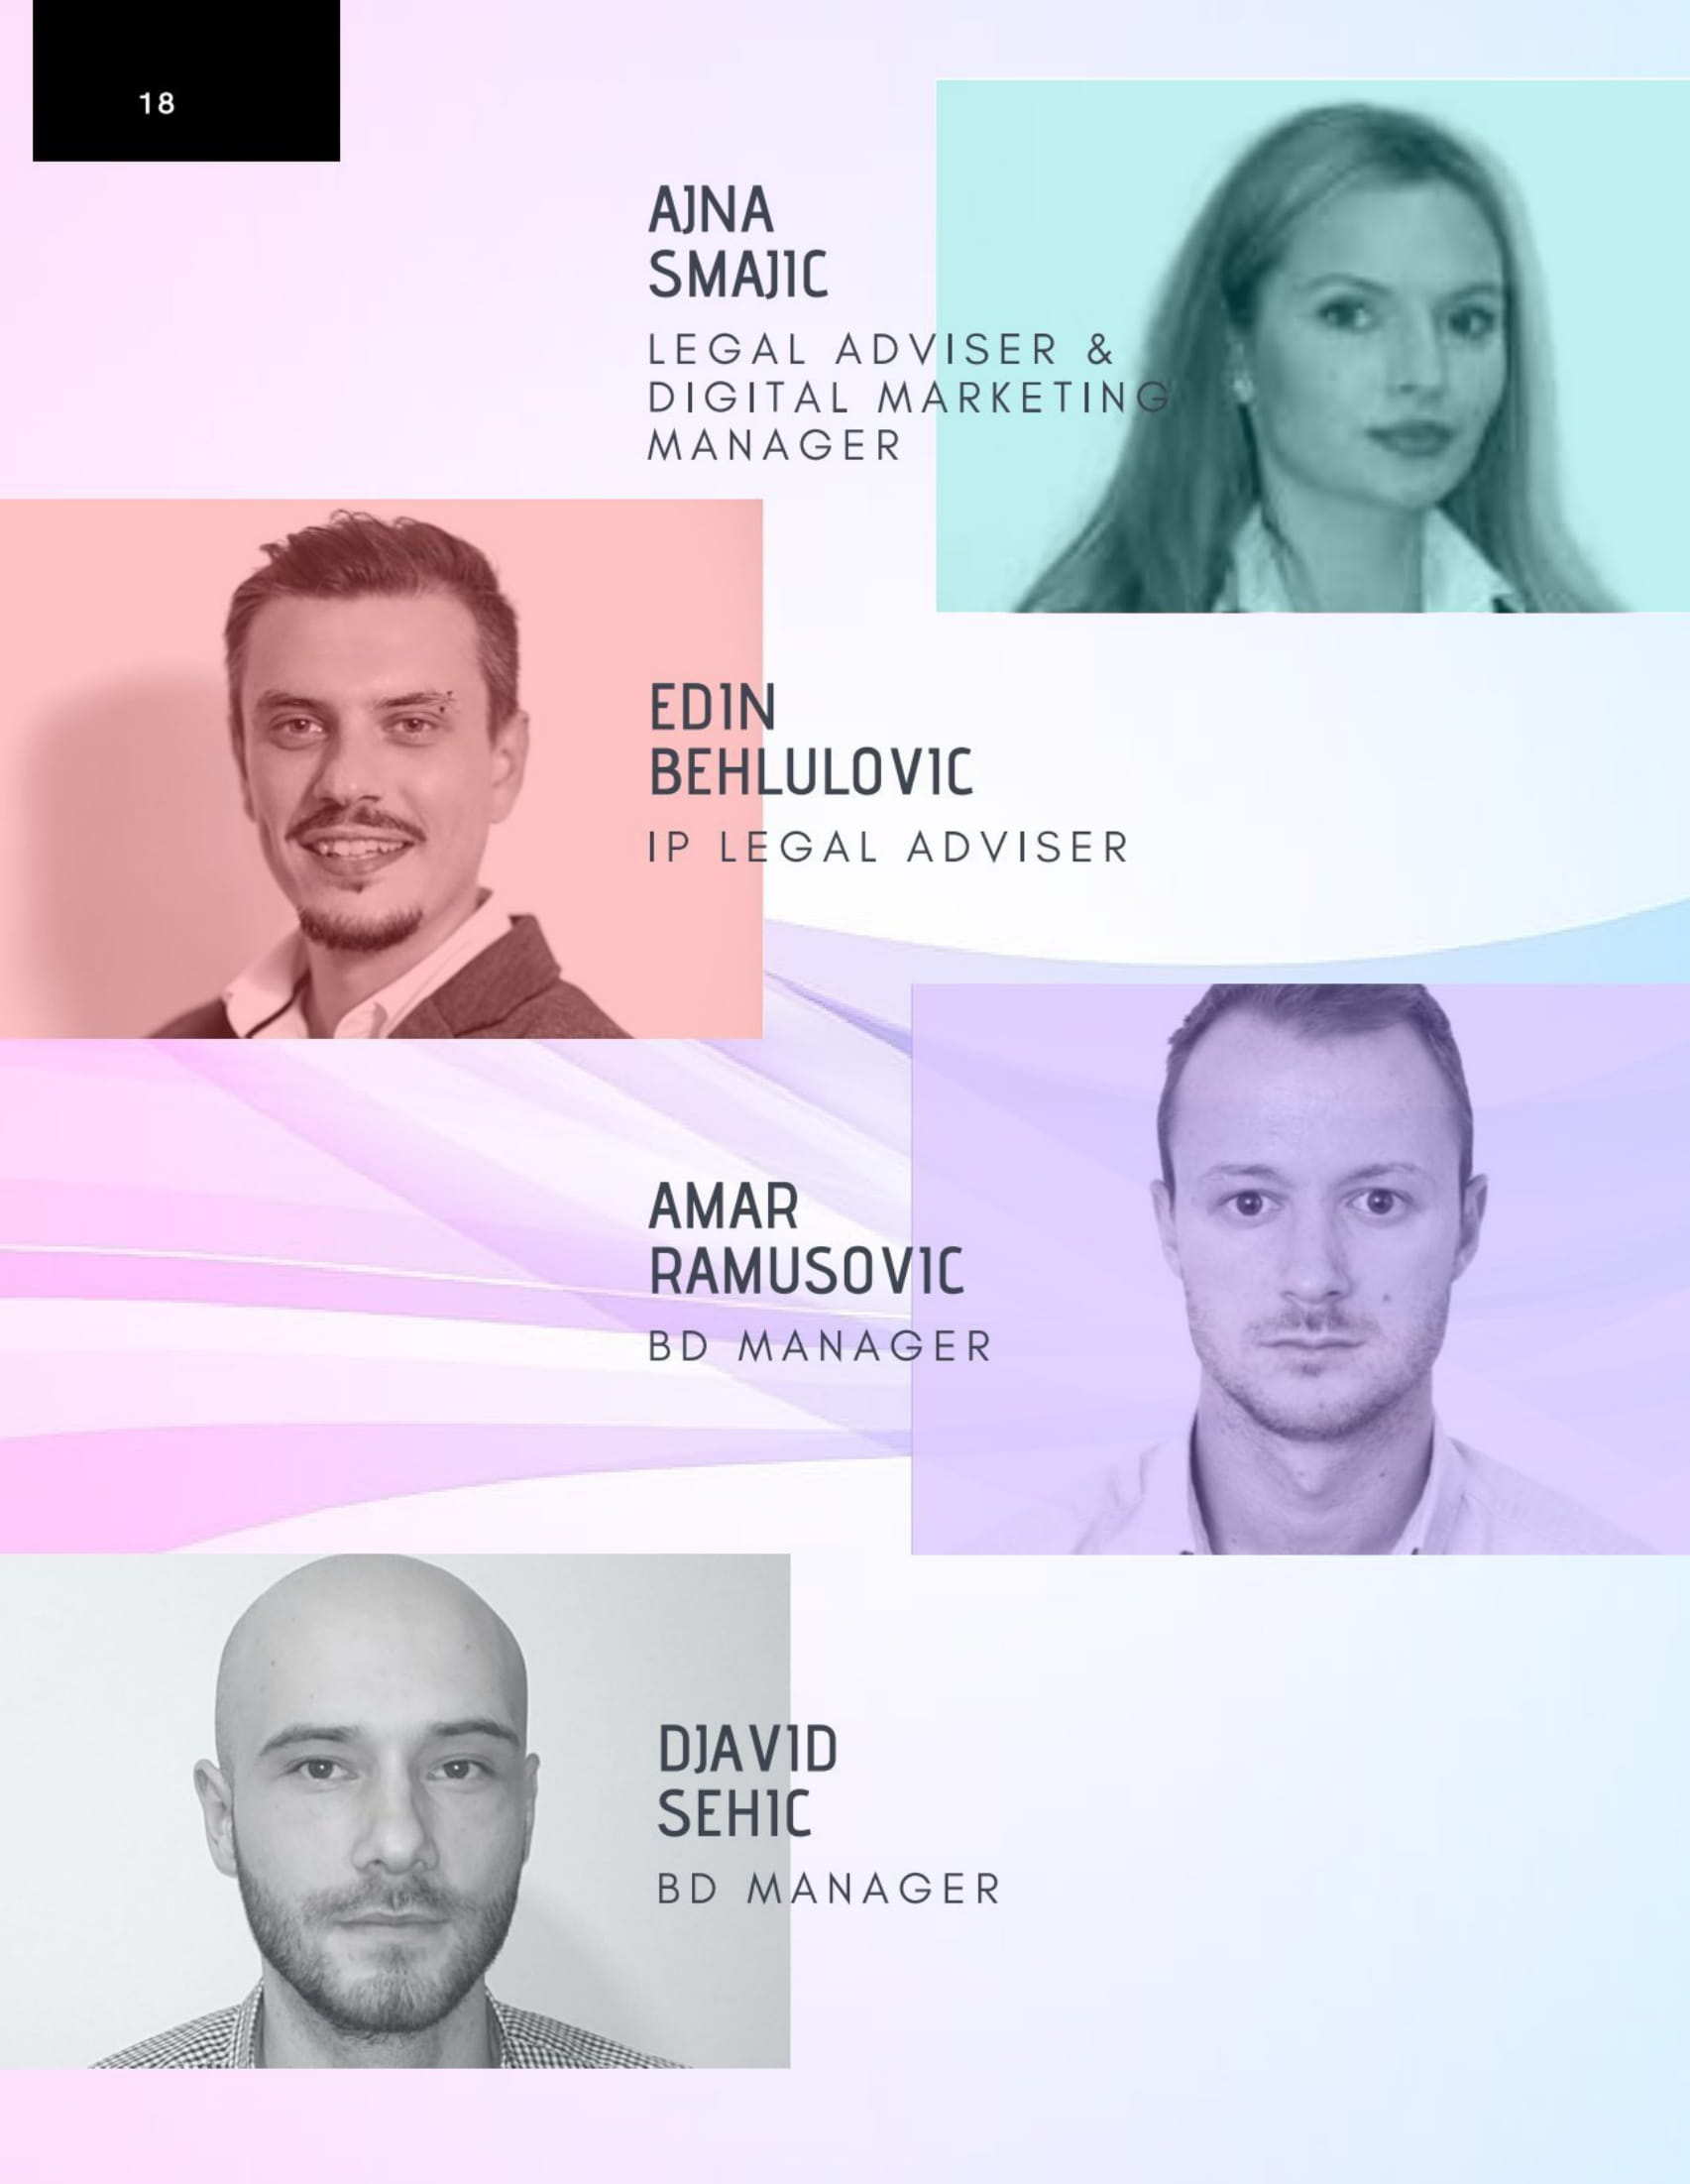 18
AJNA
SMAJIC
LEGAL ADVISER &
DIGITAL MARKETING
MANAGER
EDIN
BEHLULOVIC
IP LEGAL ADVISER
AMAR
RAMUSOVIC
BD MANAGER
DJAVID
SEHIC
BD MANAGER